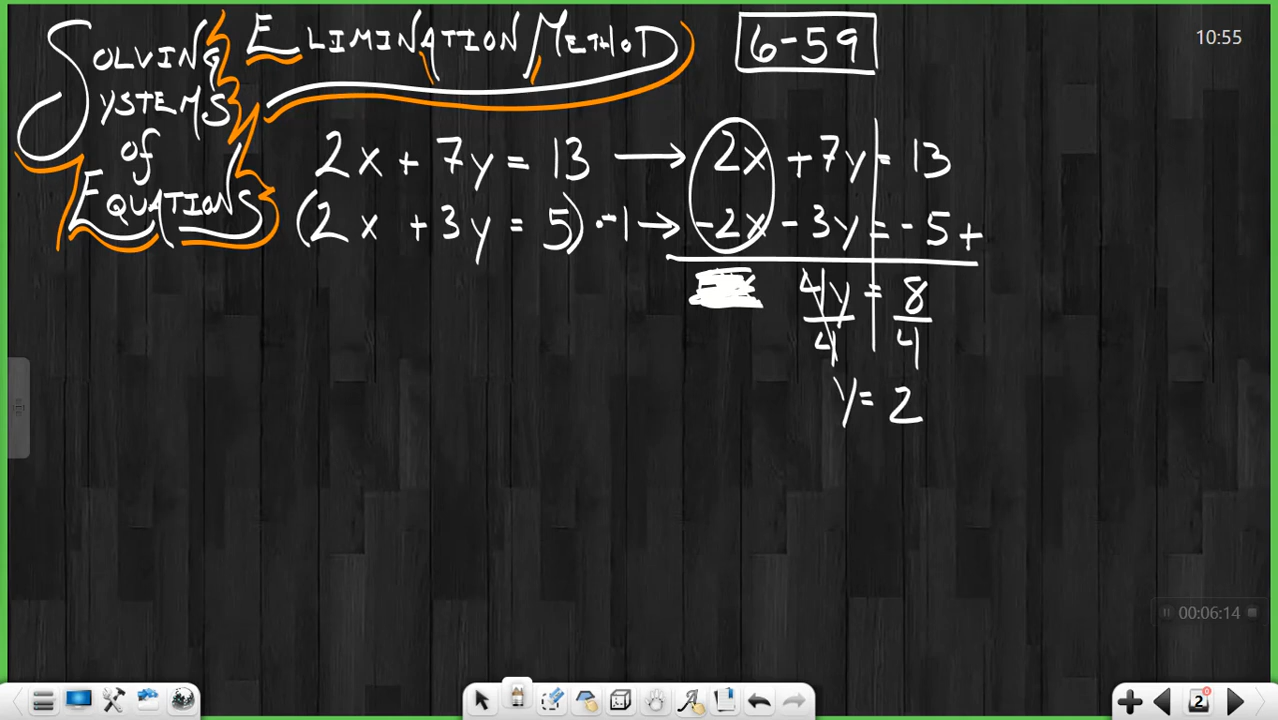 SOLVING
SYSTEMS
of
EQUATIONS
ELIMINATION METHOD
6-59
10:55
2x + 7y = 13 → 2x + 7y = 13
(2x + 3y = 5)·-1 → -2x - 3y = -5 +
4y = 8
4 4
y = 2
00:06:14
2
0